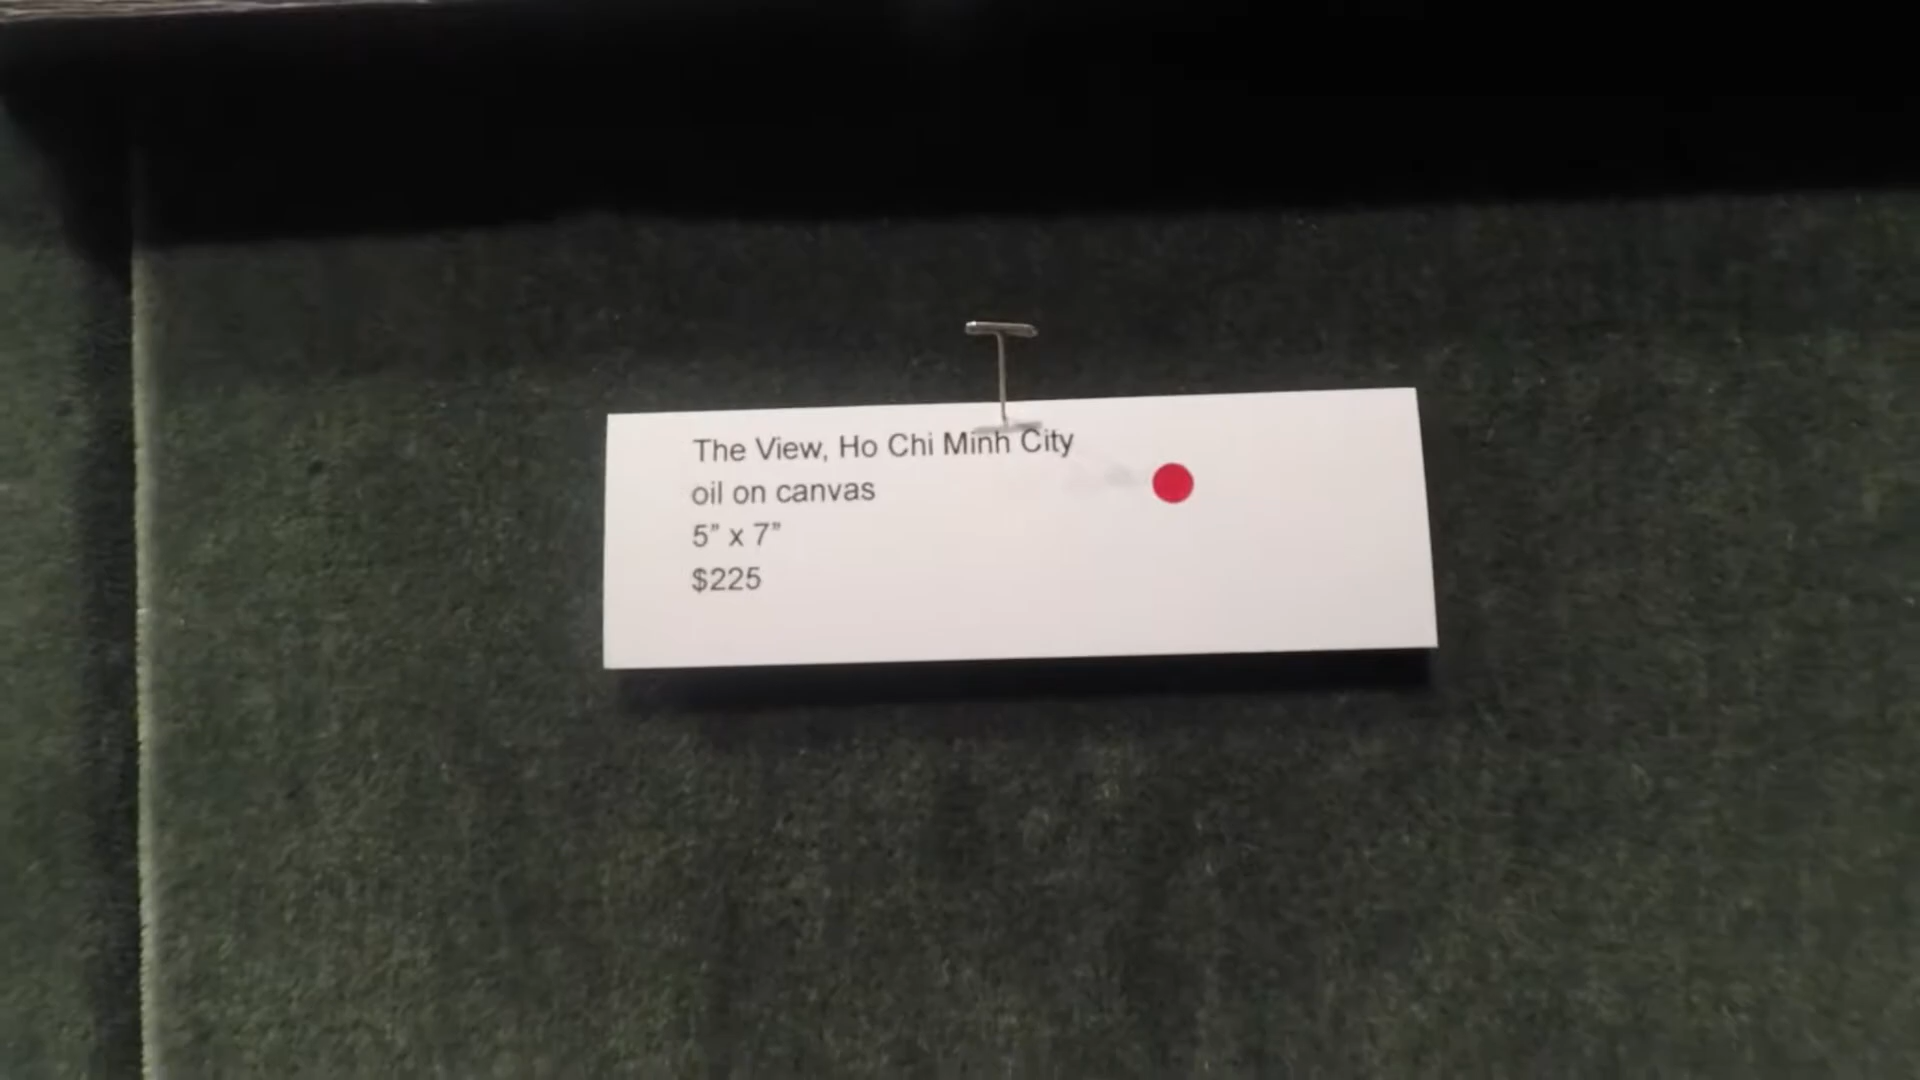 The View, Ho Chi Minh City
oil on canvas
5” x 7”
$225